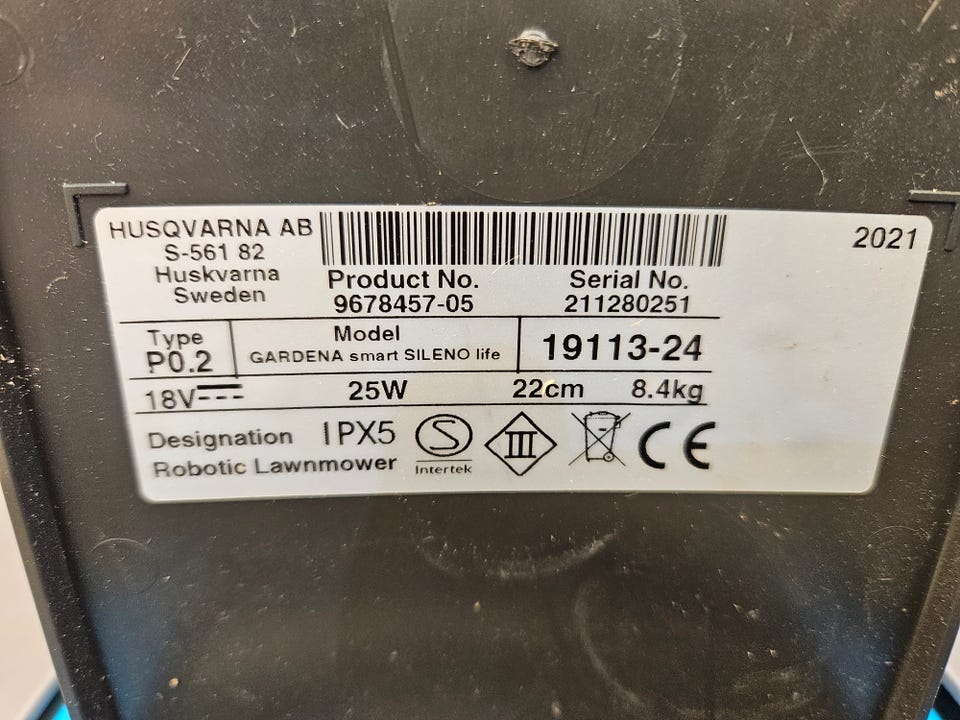 HUSQVARNA AB
S-561 82
Huskvarna
Sweden
Product No.
9678457-05
Serial No.
211280251
2021
Type
P0.2
Model
GARDENA smart SILENO life
19113-24
18V
25W
22cm
8.4kg
Designation
Robotic Lawnmower
IPX5
S
Intertek
III
CE